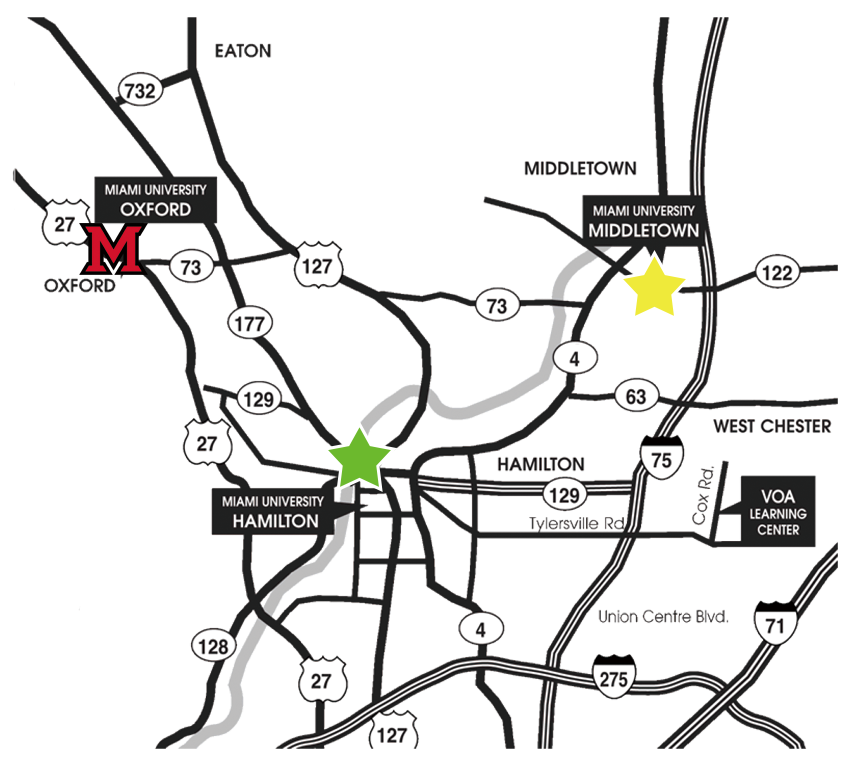 EATON
732
MIDDLETOWN
MIAMI UNIVERSITY
OXFORD
MIAMI UNIVERSITY
MIDDLETOWN
27
M
73
127
122
OXFORD
73
177
4
129
63
WEST CHESTER
27
75
HAMILTON
MIAMI UNIVERSITY
HAMILTON
129
Cox Rd.
VOA
LEARNING
CENTER
Tylersville Rd
Union Centre Blvd.
71
4
128
27
275
127